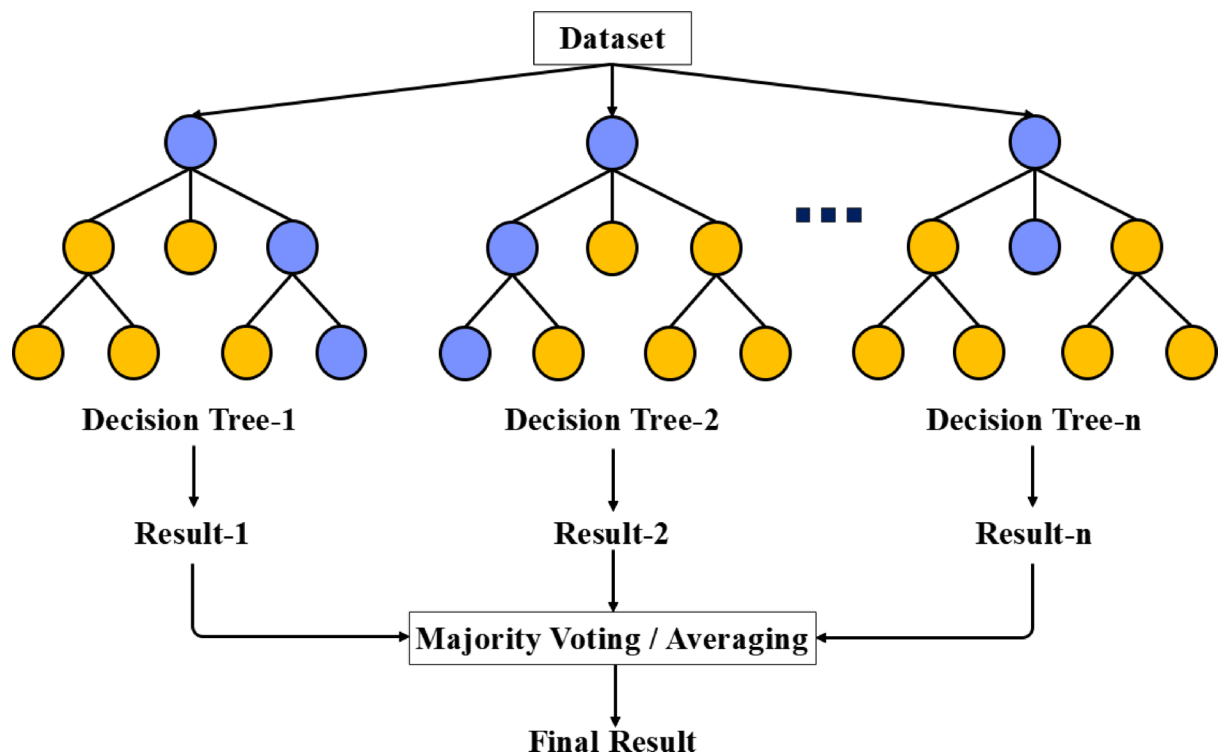 Dataset
Decision Tree-1
Decision Tree-2
Decision Tree-n
Result-1
Result-2
Result-n
Majority Voting / Averaging
Final Result